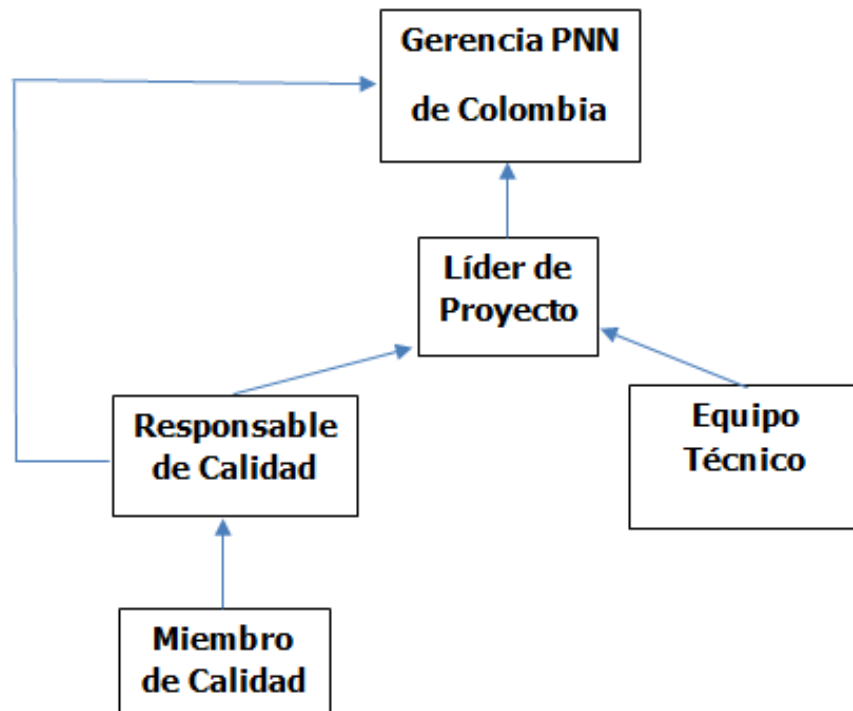 Gerencia PNN
de Colombia
Líder de
Proyecto
Responsable
de Calidad
Equipo
Técnico
Miembro
de Calidad